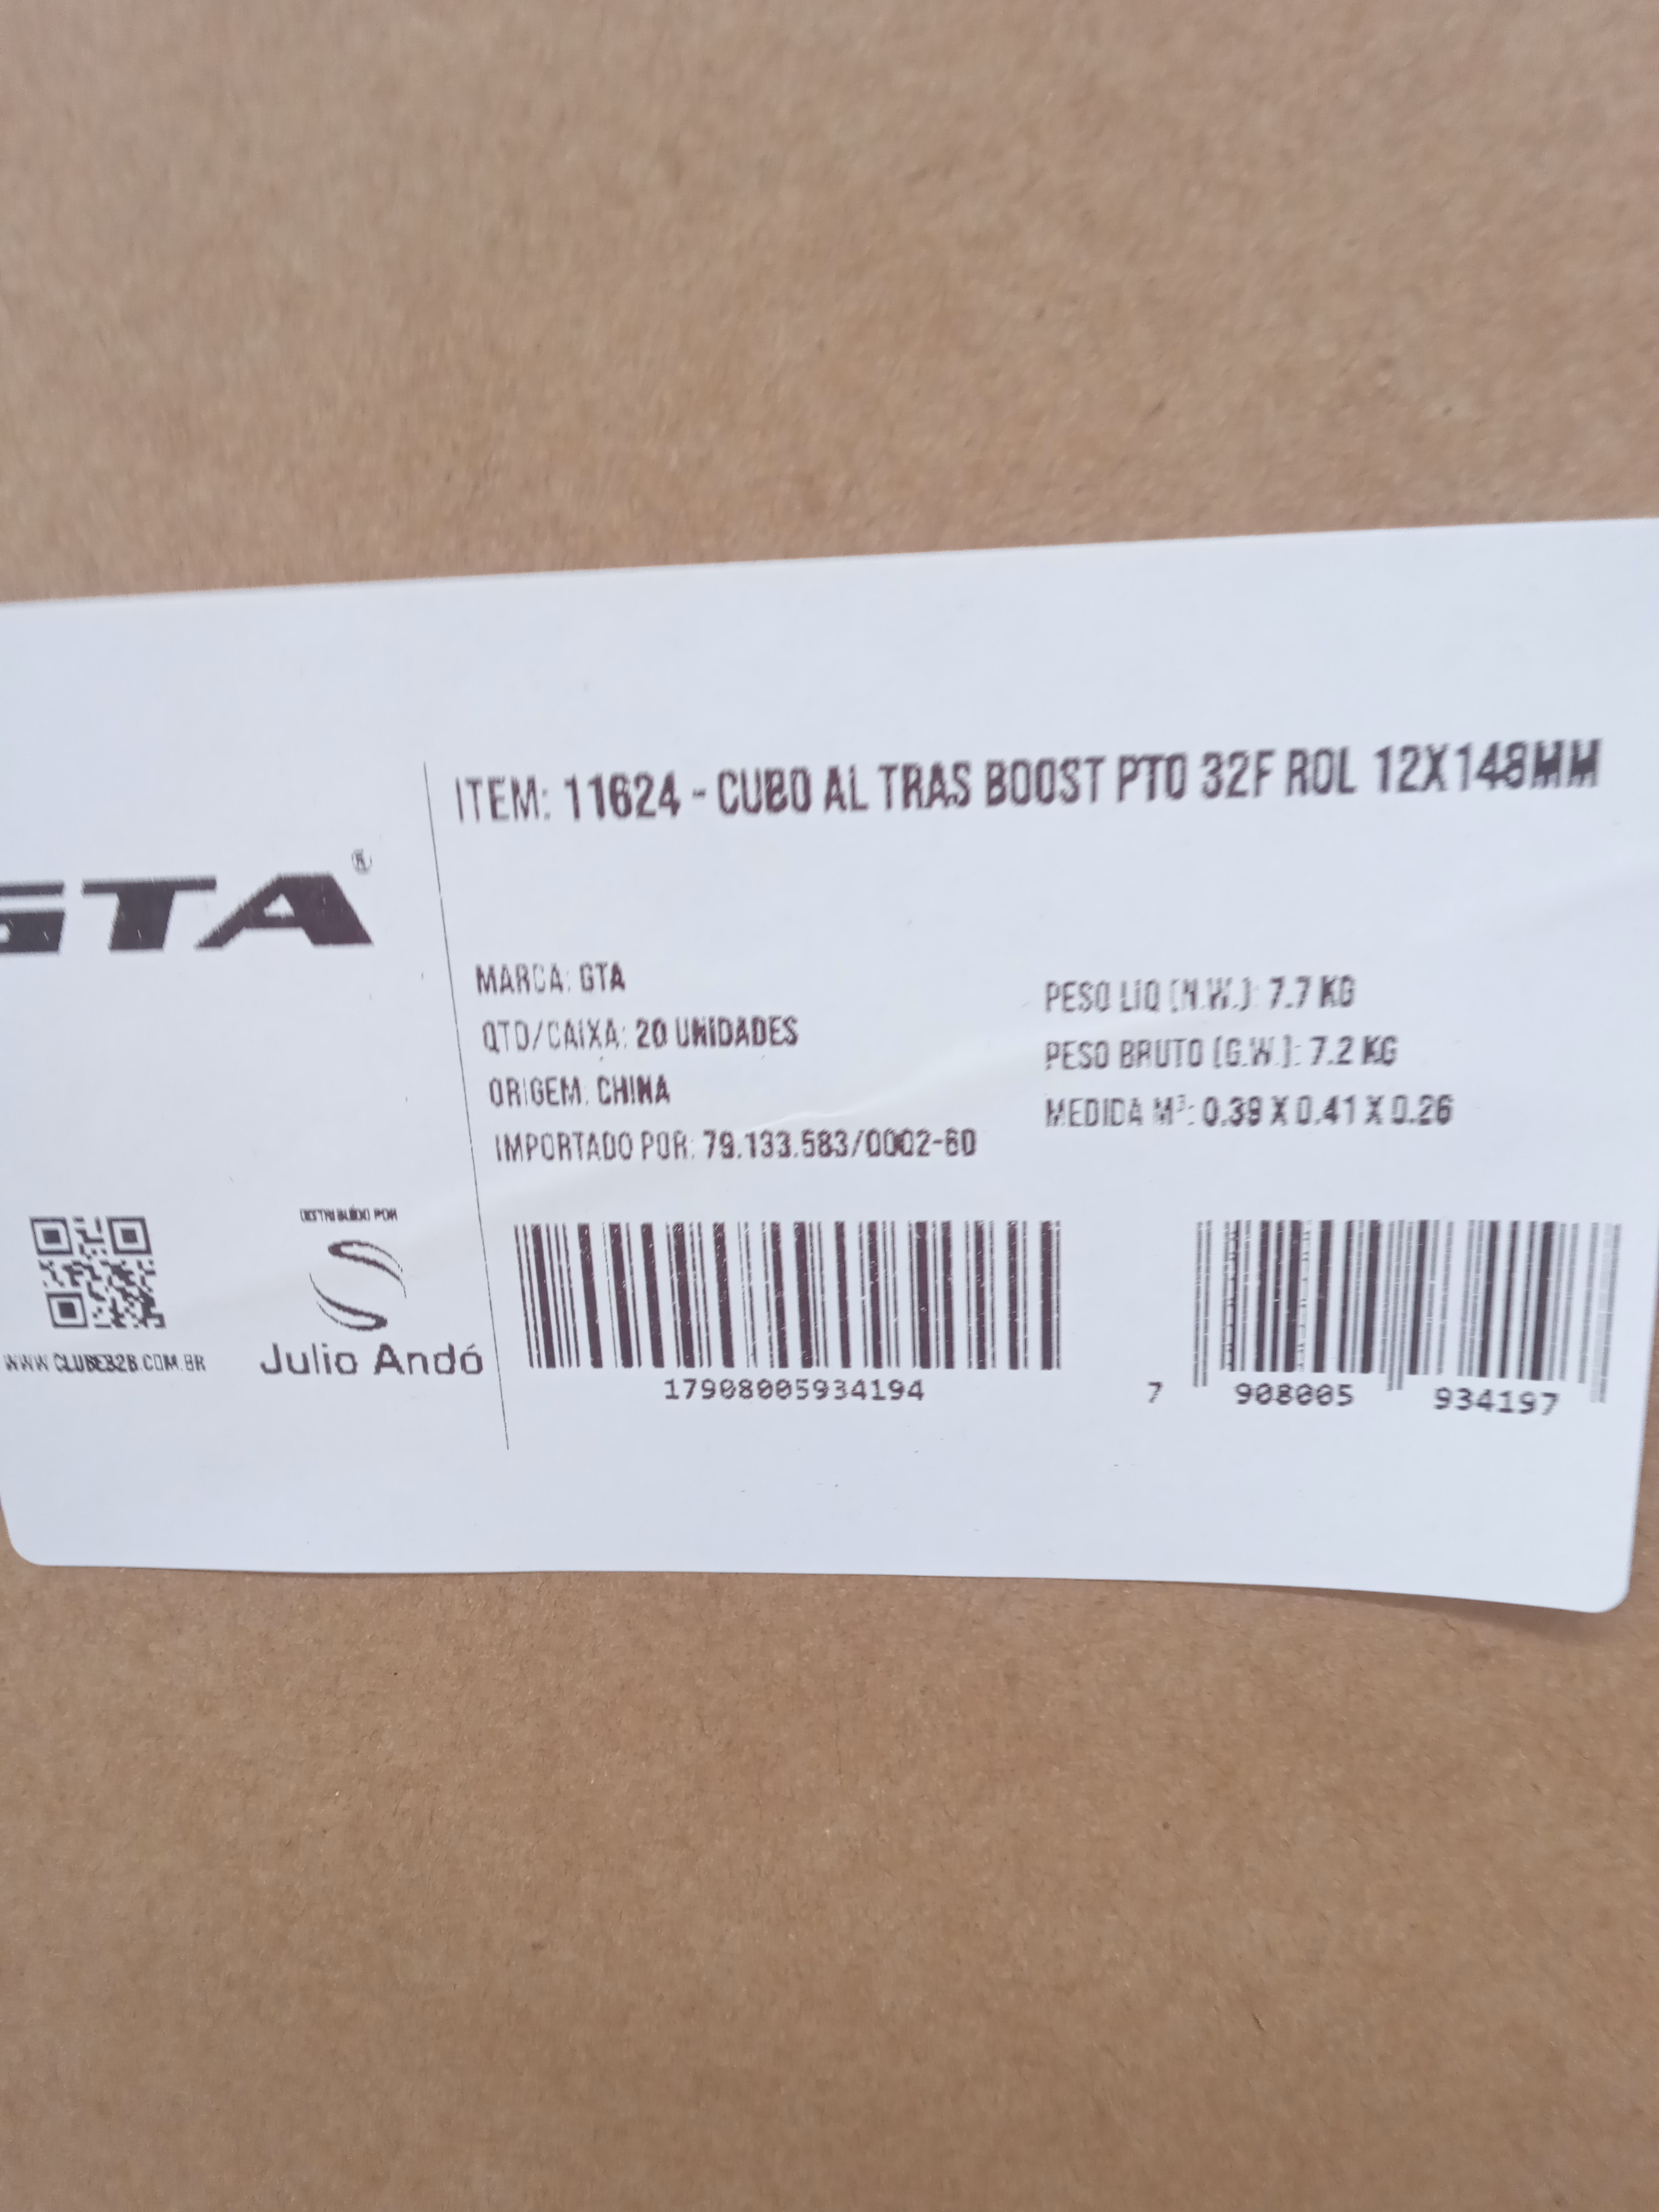 ITEM: 11624 - CUBO AL TRAS BOOST PTO 32F ROL 12X148MM
GTA®
MARCA: GTA
QTD/CAIXA: 20 UNIDADES
ORIGEM: CHINA
IMPORTADO POR: 79.133.583/0002-60
PESO LIQ (N.W.): 7.7 KG
PESO BRUTO (G.W.): 7.2 KG
MEDIDA M³: 0.39 X 0.41 X 0.26
WWW.CLUBEB2B.COM.BR
DISTRIBUÍDO POR
Julio Andó
17908005934194
7 908005 934197